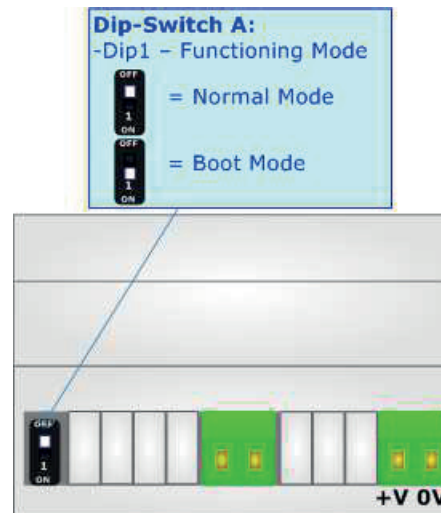 Dip-Switch A:
-Dip1 – Functioning Mode
OFF
= Normal Mode
1
ON
OFF
= Boot Mode
1
ON
OFF
1
ON
+V 0V